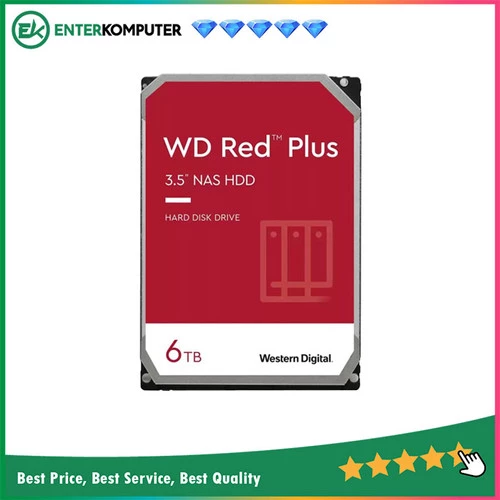 EK ENTERKOMPUTER
WD Red™ Plus
3.5" NAS HDD
HARD DISK DRIVE
6TB
Western Digital.
Best Price, Best Service, Best Quality